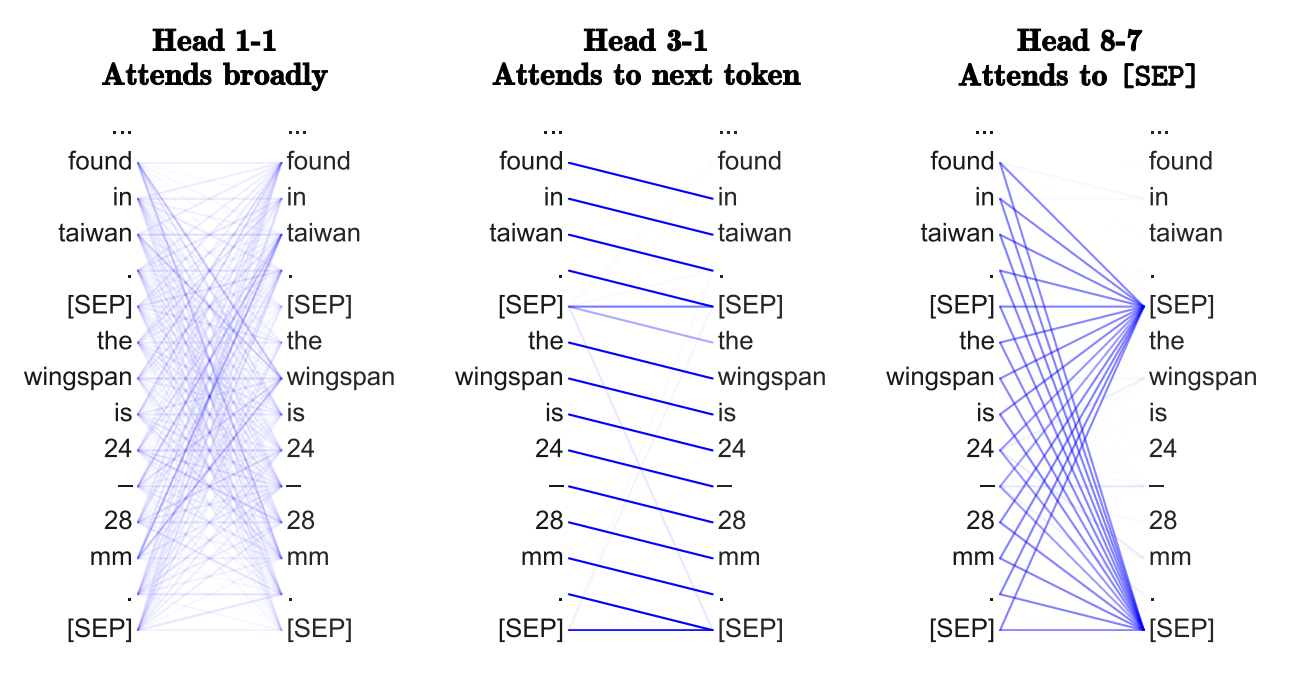 Head 1-1
Attends broadly
... ...
found found
in in
taiwan taiwan
. .
[SEP] [SEP]
the the
wingspan wingspan
is is
24 24
– –
28 28
mm mm
. .
[SEP] [SEP]
Head 3-1
Attends to next token
... ...
found found
in in
taiwan taiwan
. .
[SEP] [SEP]
the the
wingspan wingspan
is is
24 24
– –
28 28
mm mm
. .
[SEP] [SEP]
Head 8-7
Attends to [SEP]
... ...
found found
in in
taiwan taiwan
. .
[SEP] [SEP]
the the
wingspan wingspan
is is
24 24
– –
28 28
mm mm
. .
[SEP] [SEP]